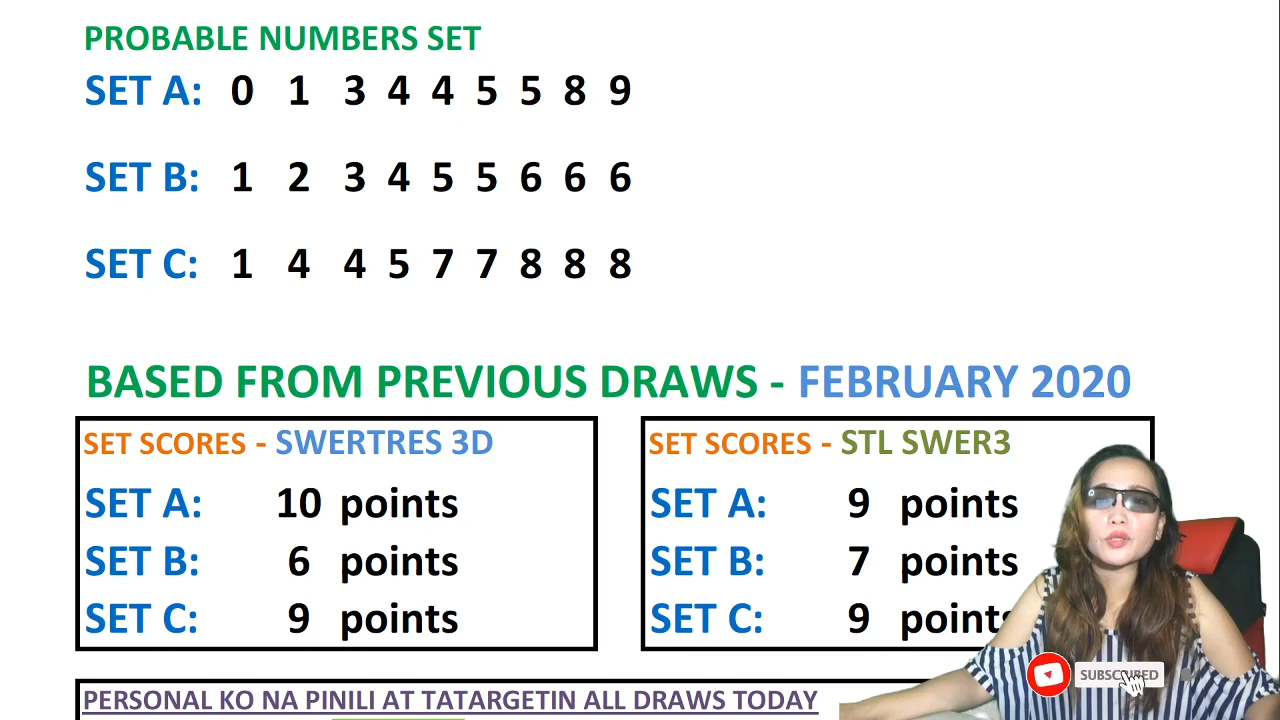 PROBABLE NUMBERS SET
SET A: 0 1 3 4 4 5 5 8 9
SET B: 1 2 3 4 5 5 6 6 6
SET C: 1 4 4 5 7 7 8 8 8
BASED FROM PREVIOUS DRAWS - FEBRUARY 2020
SET SCORES - SWERTRES 3D
SET A: 10 points
SET B: 6 points
SET C: 9 points
SET SCORES - STL SWER3
SET A: 9 points
SET B: 7 points
SET C: 9 points
SUBSCRIBED
PERSONAL KO NA PINILI AT TATARGETIN ALL DRAWS TODAY